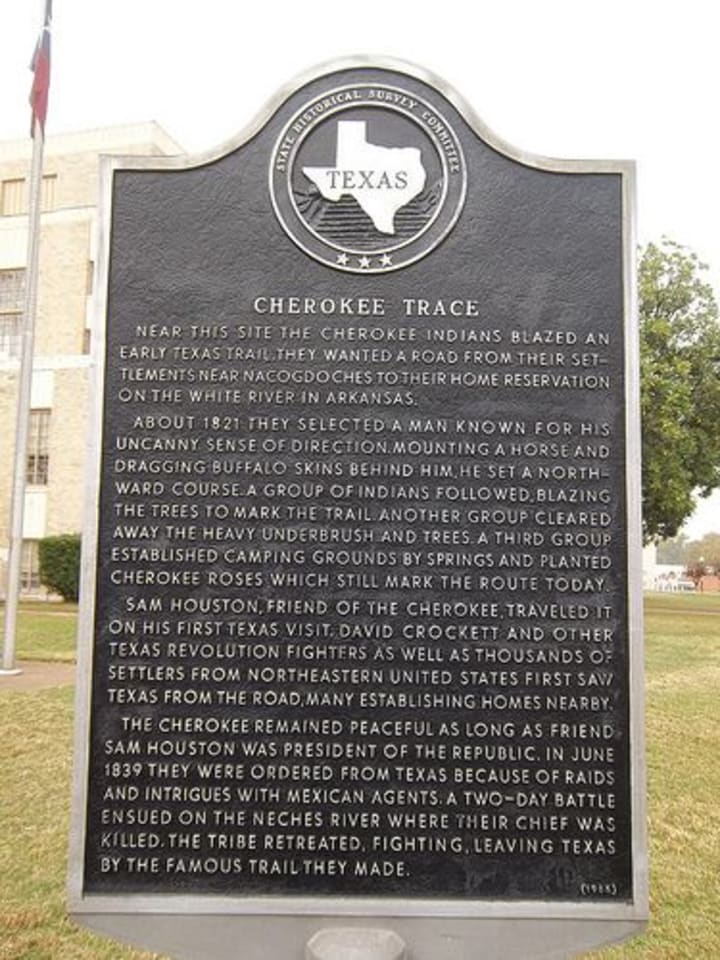 STATE HISTORICAL SURVEY COMMITTEE
TEXAS
CHEROKEE TRACE
NEAR THIS SITE THE CHEROKEE INDIANS BLAZED AN
EARLY TEXAS TRAIL. THEY WANTED A ROAD FROM THEIR SET-
TLEMENTS NEAR NACOGDOCHES TO THEIR HOME RESERVATION
ON THE WHITE RIVER IN ARKANSAS.
ABOUT 1821 THEY SELECTED A MAN KNOWN FOR HIS
UNCANNY SENSE OF DIRECTION. MOUNTING A HORSE AND
DRAGGING BUFFALO SKINS BEHIND HIM, HE SET A NORTH-
WARD COURSE. A GROUP OF INDIANS FOLLOWED, BLAZING
THE TREES TO MARK THE TRAIL. ANOTHER GROUP CLEARED
AWAY THE HEAVY UNDERBRUSH AND TREES. A THIRD GROUP
ESTABLISHED CAMPING GROUNDS BY SPRINGS AND PLANTED
CHEROKEE ROSES WHICH STILL MARK THE ROUTE TODAY.
SAM HOUSTON, FRIEND OF THE CHEROKEE, TRAVELED IT
ON HIS FIRST TEXAS VISIT. DAVID CROCKETT AND OTHER
TEXAS REVOLUTION FIGHTERS AS WELL AS THOUSANDS OF
SETTLERS FROM NORTHEASTERN UNITED STATES FIRST SAW
TEXAS FROM THE ROAD, MANY ESTABLISHING HOMES NEARBY.
THE CHEROKEE REMAINED PEACEFUL AS LONG AS FRIEND
SAM HOUSTON WAS PRESIDENT OF THE REPUBLIC. IN JUNE
1839 THEY WERE ORDERED FROM TEXAS BECAUSE OF RAIDS
AND INTRIGUES WITH MEXICAN AGENTS. A TWO-DAY BATTLE
ENSUED ON THE NECHES RIVER WHERE THEIR CHIEF WAS
KILLED. THE TRIBE RETREATED, FIGHTING, LEAVING TEXAS
BY THE FAMOUS TRAIL THEY MADE.